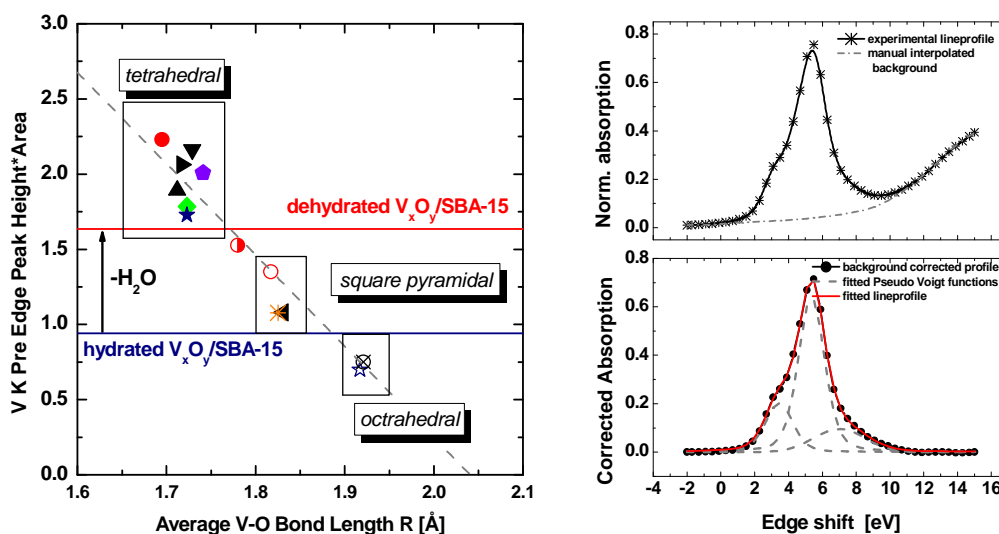 3.0
2.5
2.0
1.5
1.0
0.5
0.0
V K Pre Edge Peak Height*Area
tetrahedral
dehydrated VxOy/SBA-15
-H2O
square pyramidal
hydrated VxOy/SBA-15
octrahedral
1.6 1.7 1.8 1.9 2.0 2.1
Average V-O Bond Length R [Å]
0.8
0.4
0.0
Norm. absorption
experimental lineprofile
manual interpolated
background
0.8
0.6
0.4
0.2
0.0
Corrected Absorption
background corrected profile
fitted Pseudo Voigt functions
fitted lineprofile
-4 -2 0 2 4 6 8 10 12 14 16
Edge shift [eV]